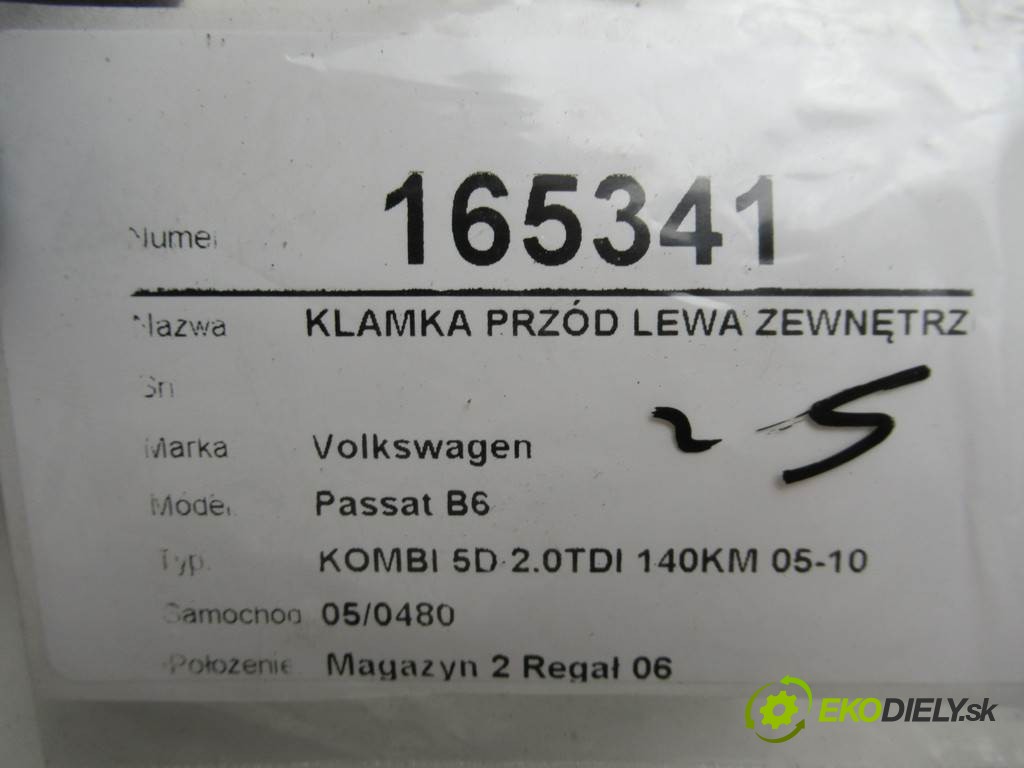 Numer 165341
Nazwa KLAMKA PRZÓD LEWA ZEWNĘTRZ
Sn
Marka Volkswagen
Model Passat B6
Typ. KOMBI 5D 2.0TDI 140KM 05-10
Samochod 05/0480
Położenie Magazyn 2 Regał 06
EKODIELY.sk